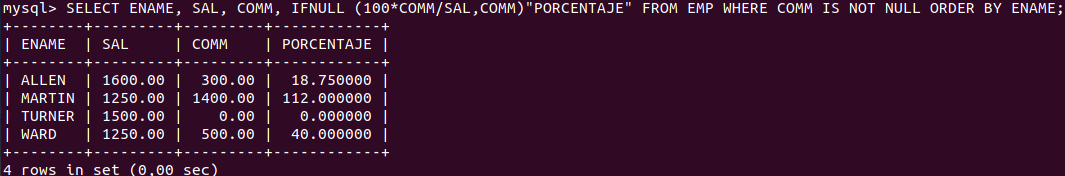 mysql> SELECT ENAME, SAL, COMM, IFNULL (100*COMM/SAL,COMM)"PORCENTAJE" FROM EMP WHERE COMM IS NOT NULL ORDER BY ENAME;
+--------+---------+---------+------------+
| ENAME  | SAL     | COMM    | PORCENTAJE |
+--------+---------+---------+------------+
| ALLEN  | 1600.00 |  300.00 |  18.750000 |
| MARTIN | 1250.00 | 1400.00 | 112.000000 |
| TURNER | 1500.00 |    0.00 |   0.000000 |
| WARD   | 1250.00 |  500.00 |  40.000000 |
+--------+---------+---------+------------+
4 rows in set (0,00 sec)